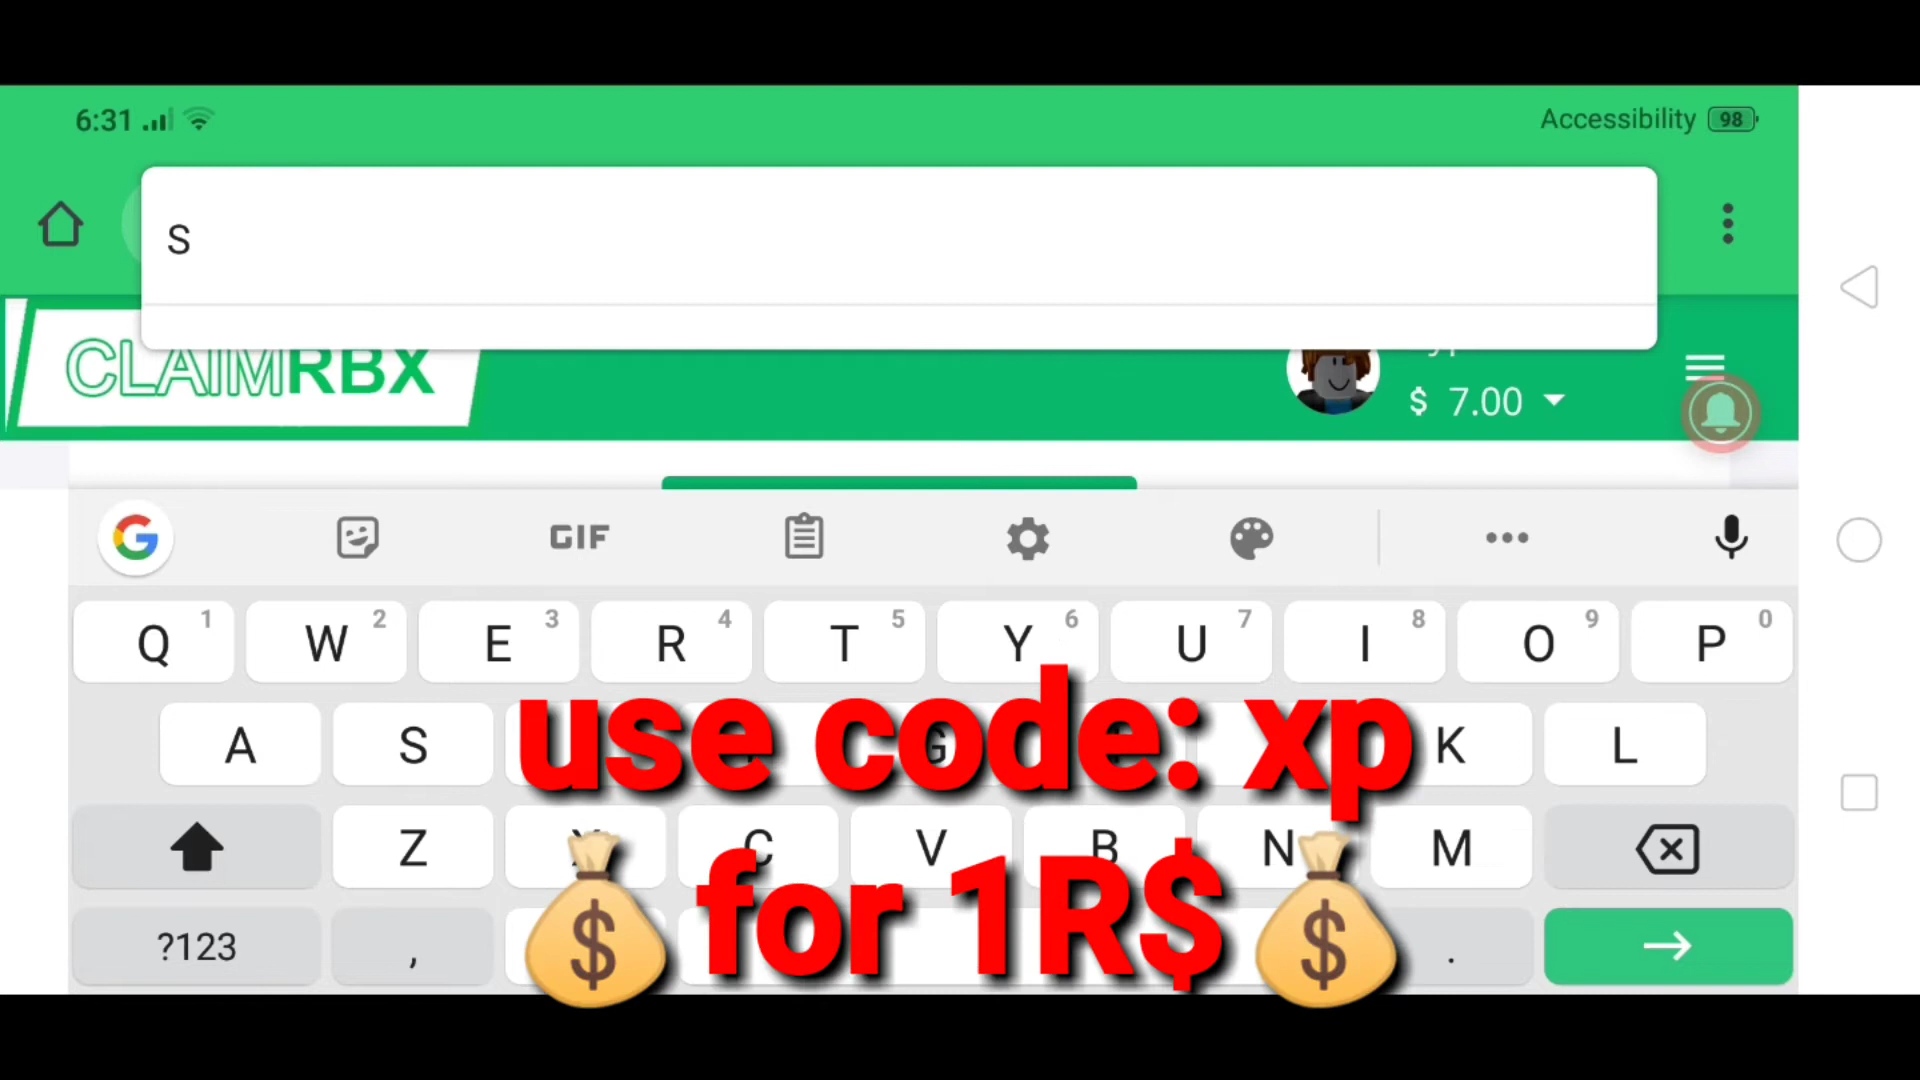 6:31
Accessibility 98
S
CLAIMRBX
$ 7.00
GIF
Q 1 W 2 E 3 R 4 T 5 Y 6 U 7 I 8 O 9 P 0
A S G K L
use code: xp
Z X C V B N M
for 1R$
?123 , .